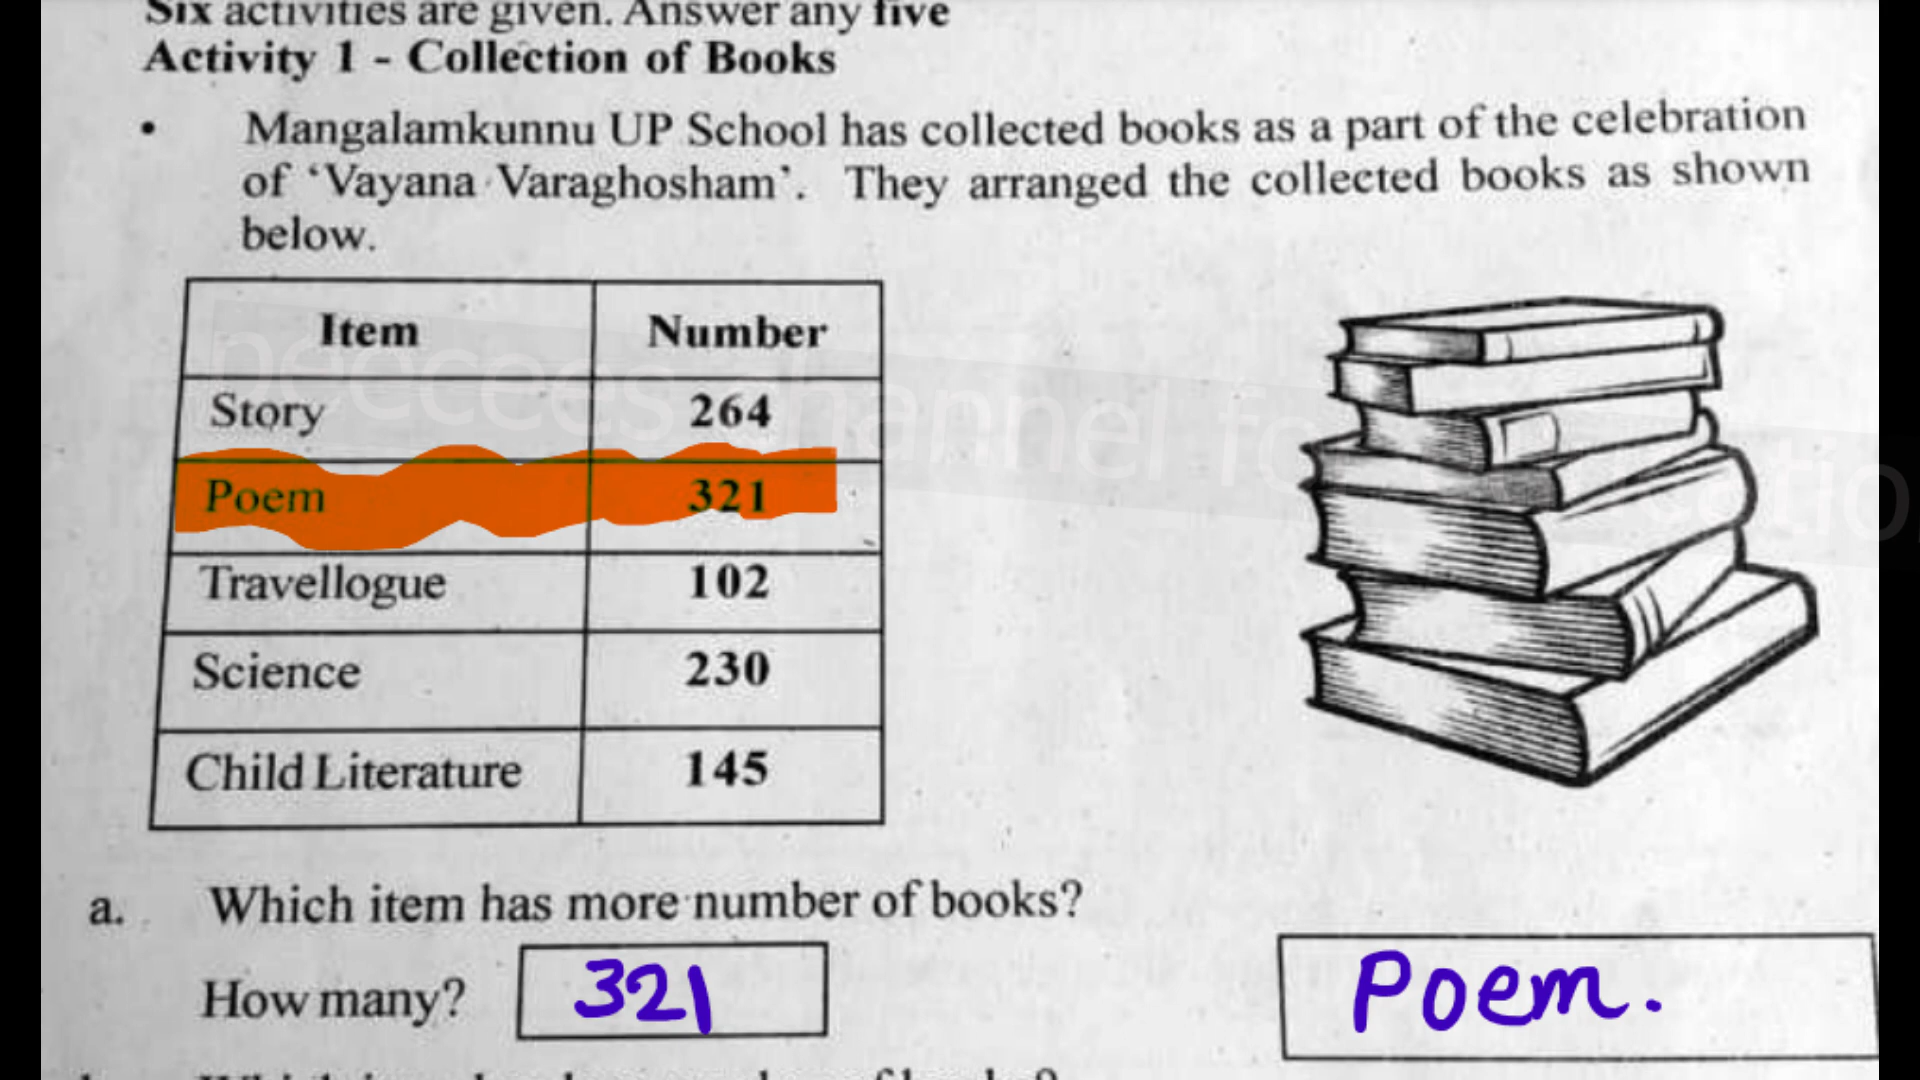 Six activities are given. Answer any five
Activity 1 - Collection of Books
• Mangalamkunnu UP School has collected books as a part of the celebration
of ‘Vayana Varaghosham’. They arranged the collected books as shown
below.
Item Number
Story 264
Poem 321
Travellogue 102
Science 230
Child Literature 145
peccees channel for
a. Which item has more number of books?
How many? 321 Poem.